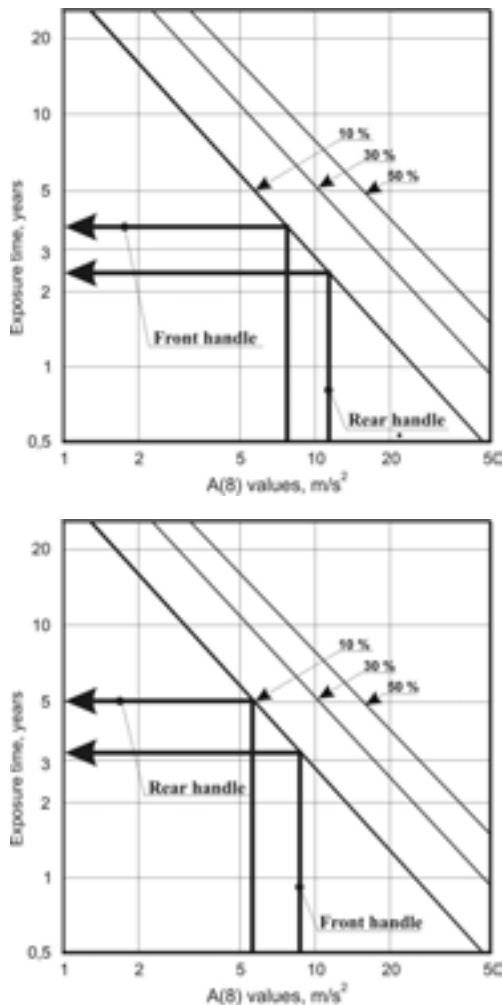 20
10
10 %
30 %
50 %
5
3
2
Front handle
1
Rear handle
0,5
1 2 5 10 20 50
Exposure time, years
A(8) values, m/s²
20
10
10 %
30 %
50 %
5
Rear handle
3
2
1
Front handle
0.5
1 2 5 10 20 50
Exposure time, years
A(8) values, m/s²